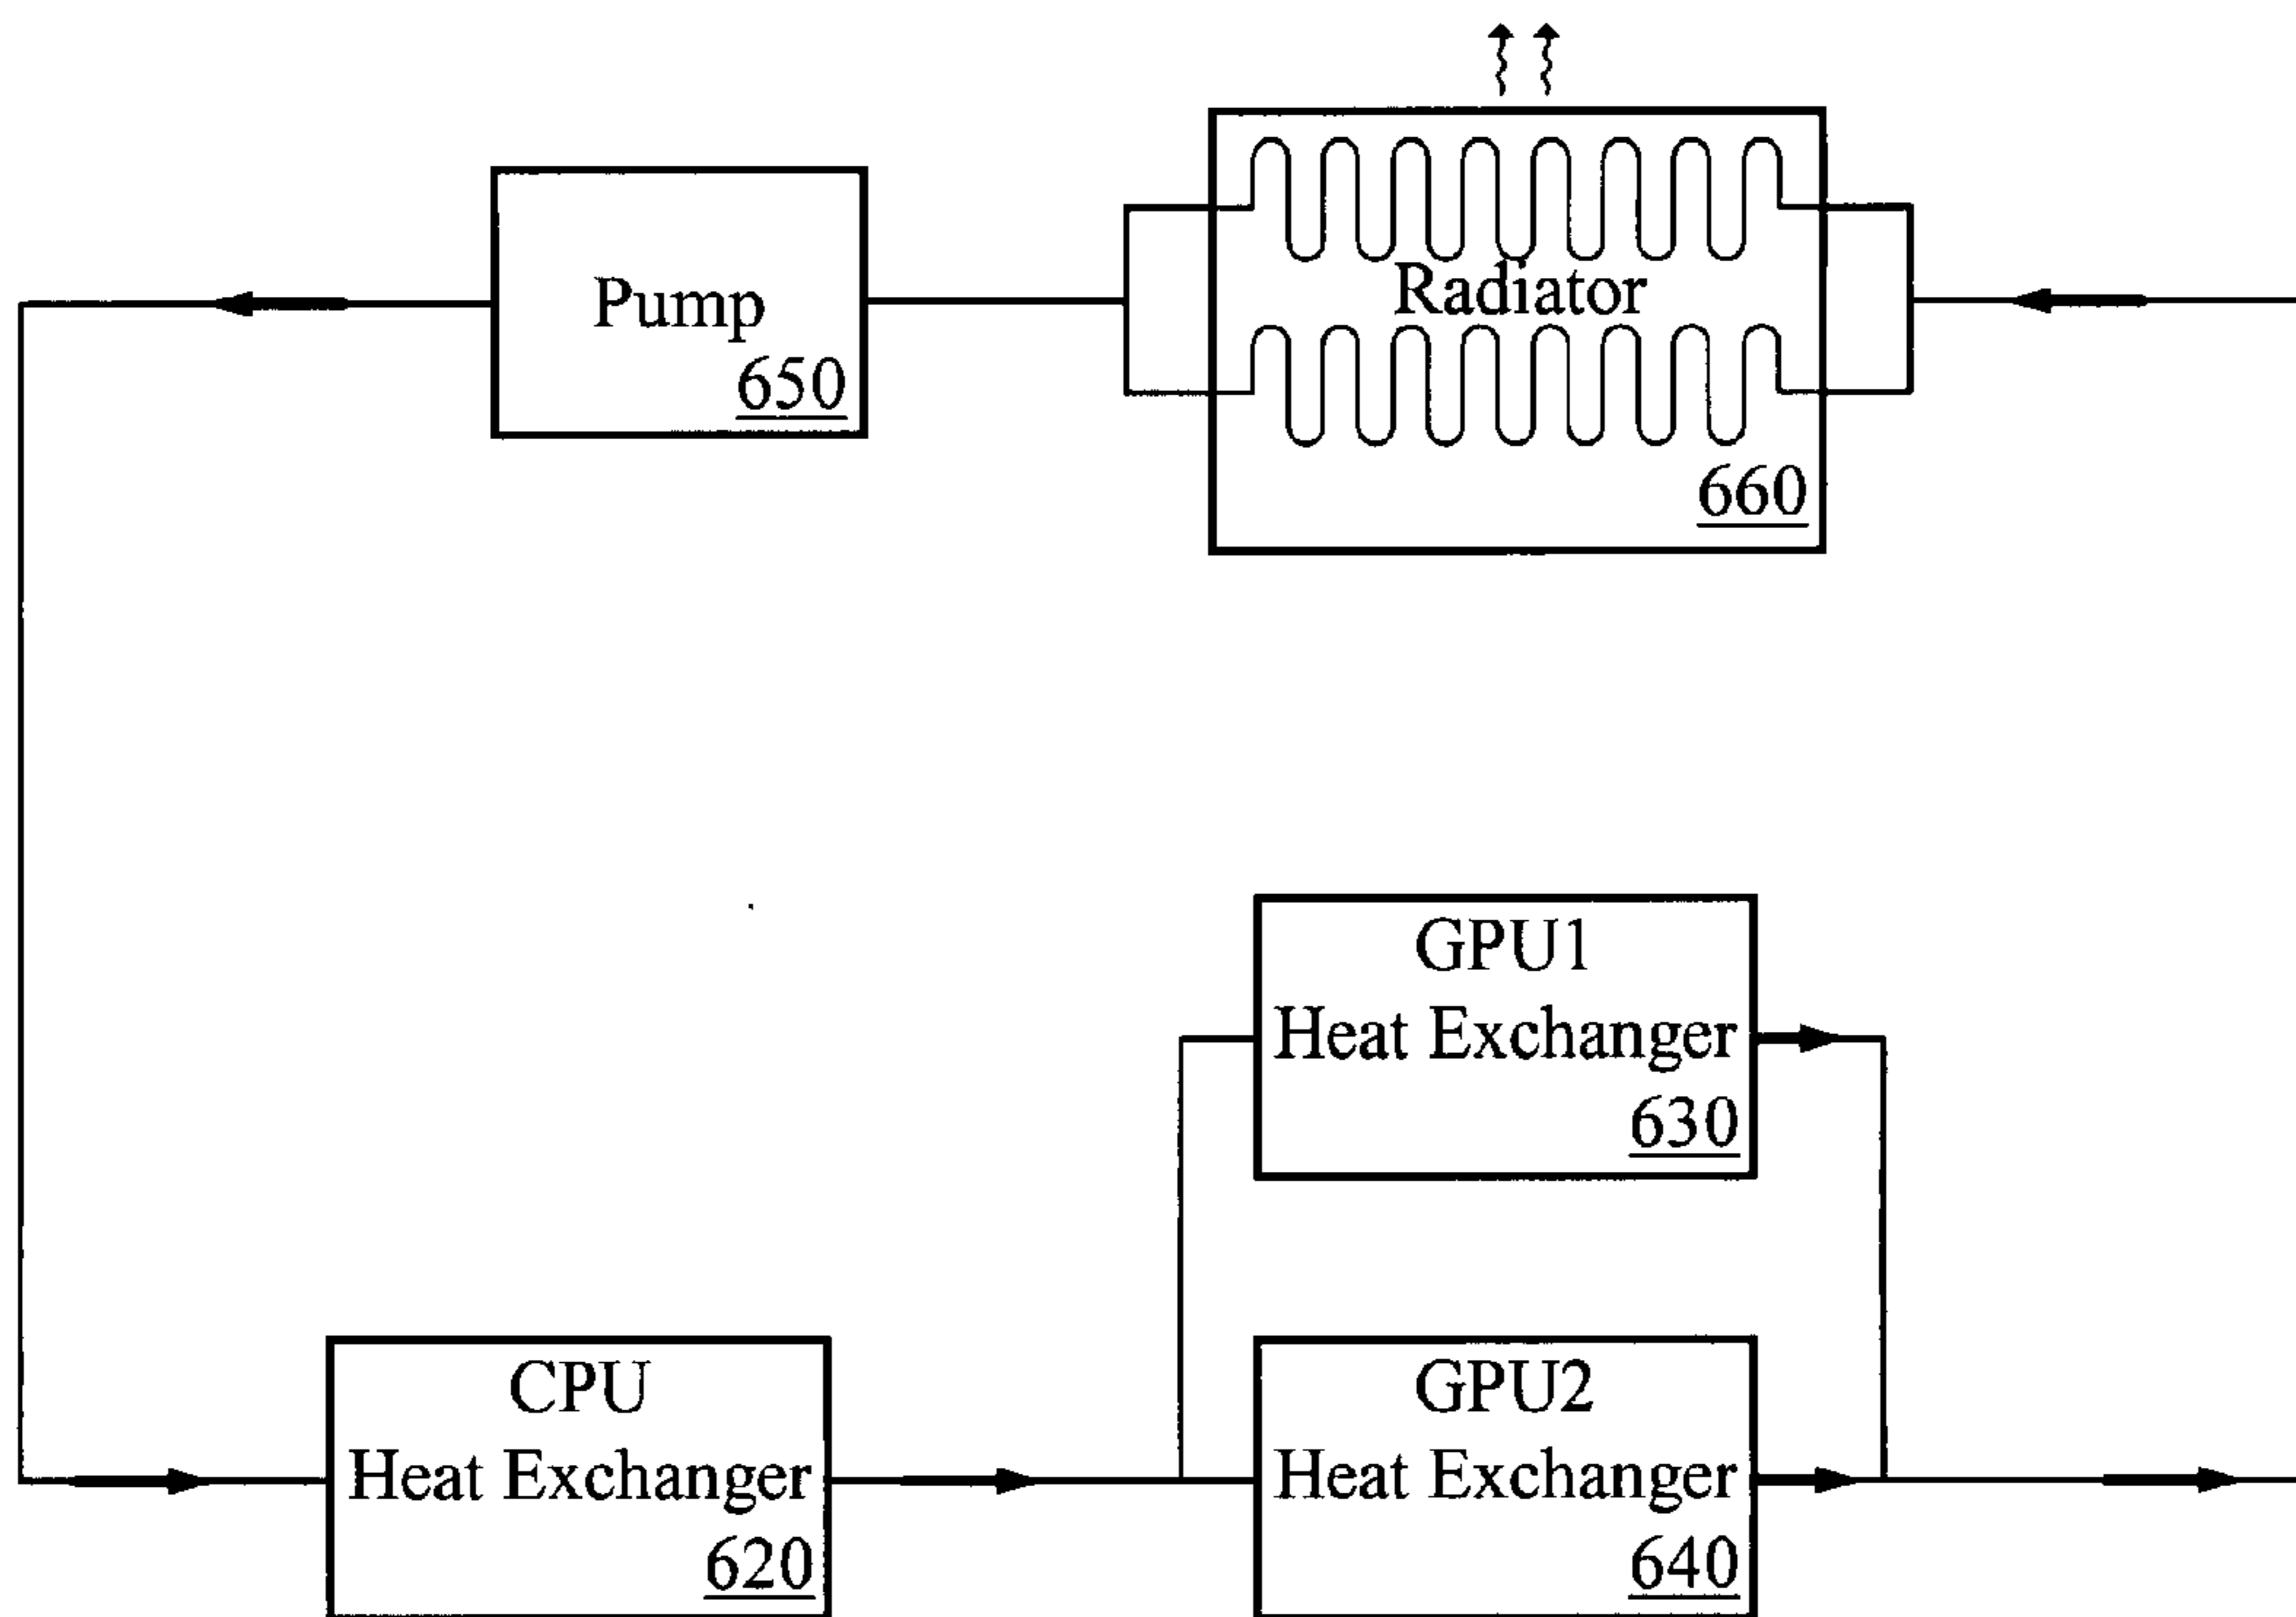 Pump
650
Radiator
660
GPU1
Heat Exchanger
630
CPU
Heat Exchanger
620
GPU2
Heat Exchanger
640